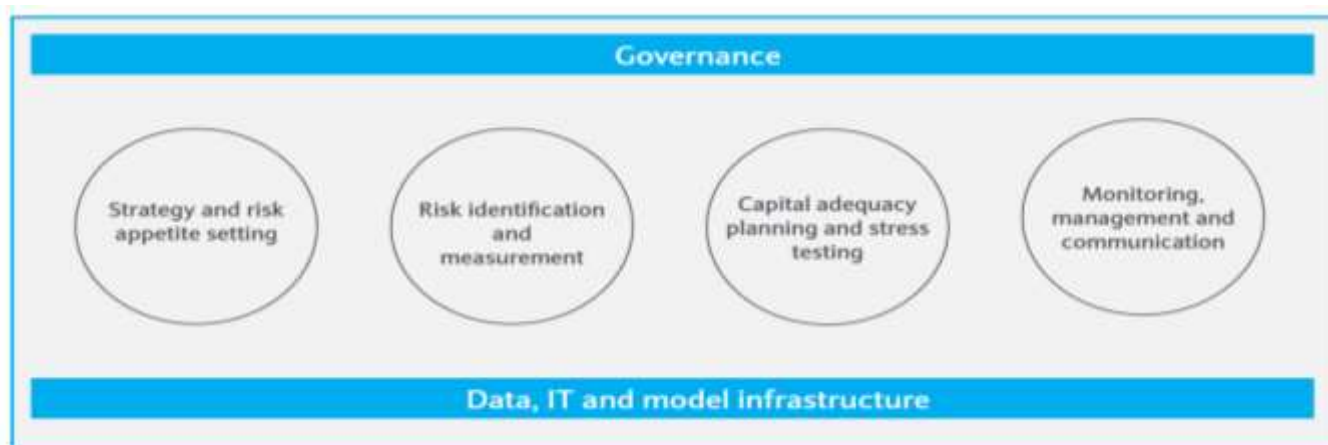 Governance
Strategy and risk
appetite setting
Risk identification
and
measurement
Capital adequacy
planning and stress
testing
Monitoring,
management and
communication
Data, IT and model infrastructure